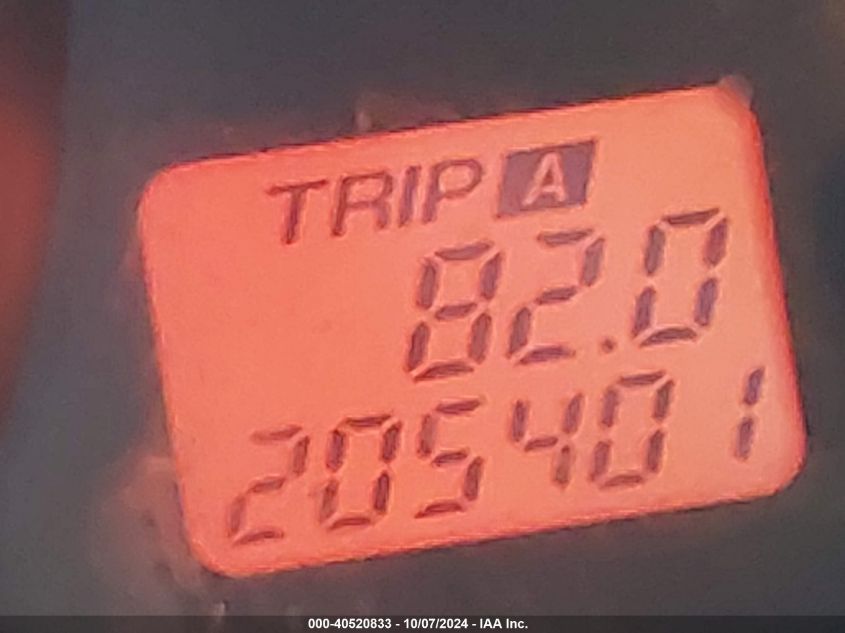 TRIP A
82.0
205401
000-40520833 - 10/07/2024 - IAA Inc.